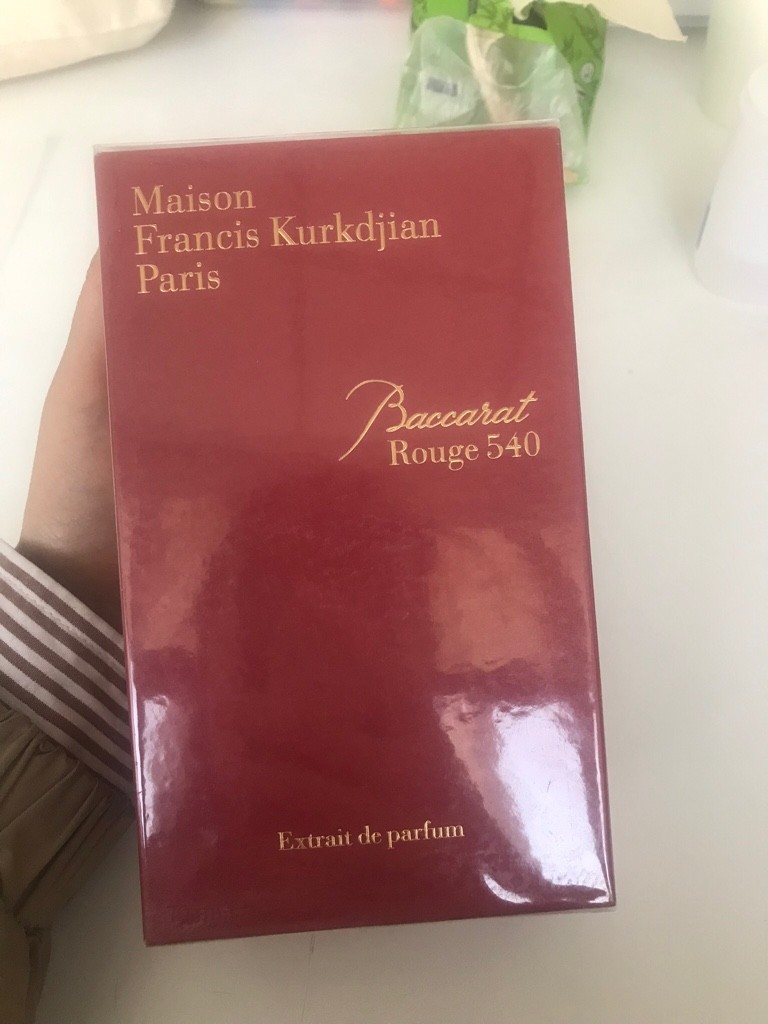 Maison
Francis Kurkdjian
Paris
Baccarat
Rouge 540
Extrait de parfum